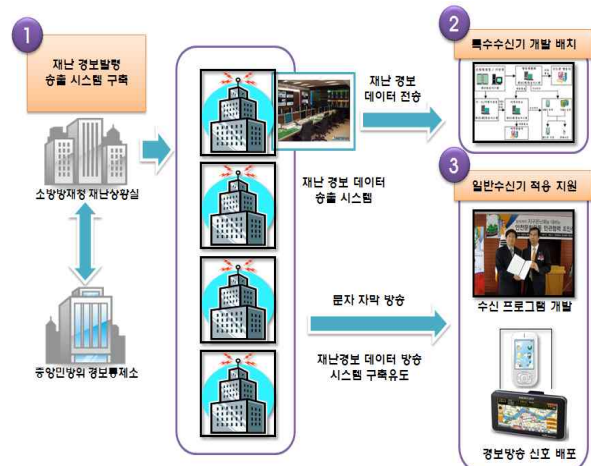 1
재난 경보발령
송출 시스템 구축
소방방재청 재난상황실
중앙민방위 경보통제소
재난 경보
데이터 전송
재난 경보 데이터
송출 시스템
문자 자막 방송
재난경보 데이터 방송
시스템 구축유도
2
특수수신기 개발 배치
3
일반수신기 적용 지원
수신 프로그램 개발
경보방송 신호 배포